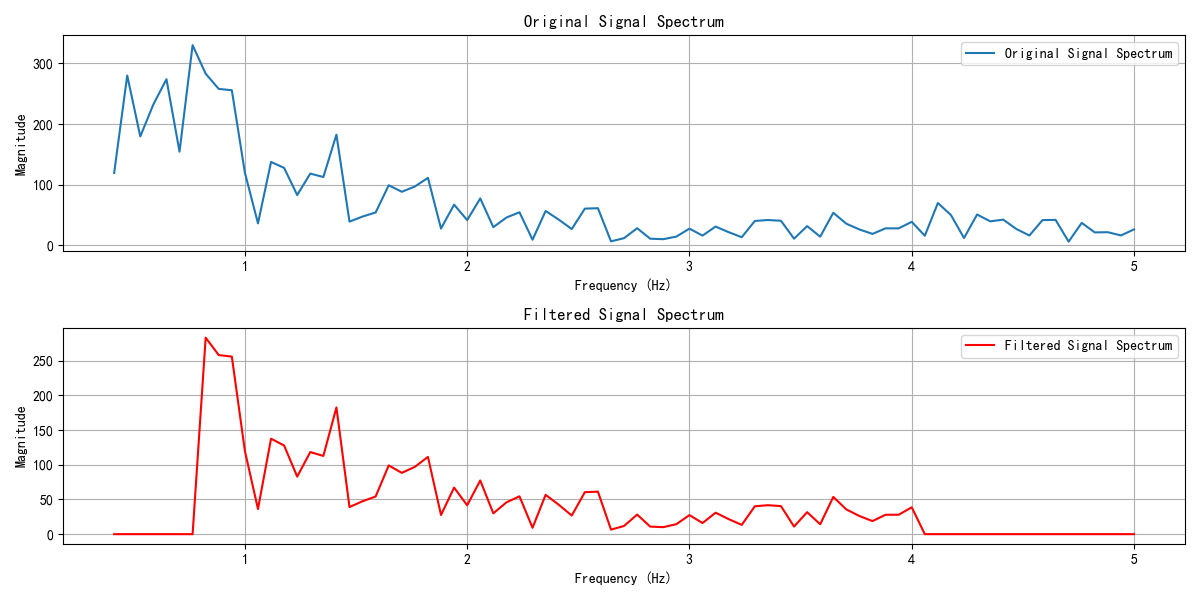 Original Signal Spectrum
Original Signal Spectrum
Magnitude
300
200
100
0
1 2 3 4 5
Frequency (Hz)
Filtered Signal Spectrum
Filtered Signal Spectrum
Magnitude
250
200
150
100
50
0
1 2 3 4 5
Frequency (Hz)